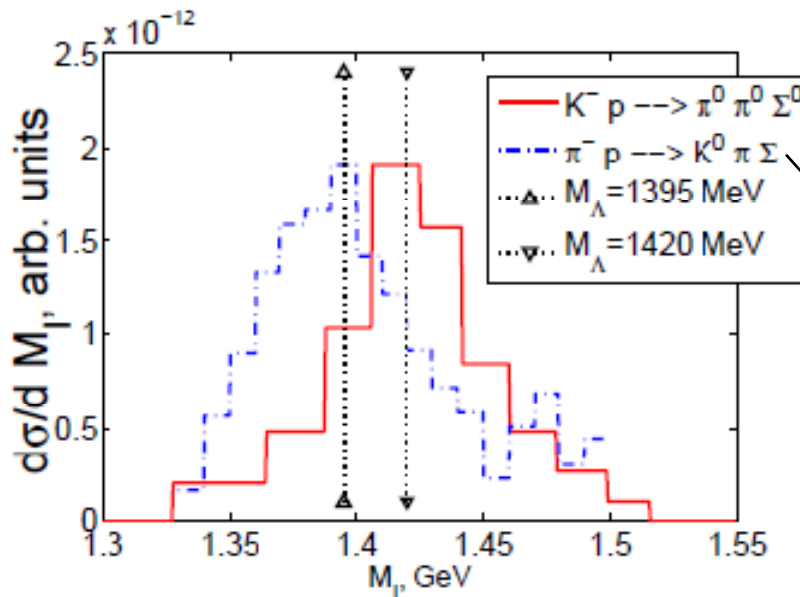 x 10⁻¹²
2.5
2
1.5
1
0.5
0
dσ/d M_I, arb. units
K⁻ p --> π⁰ π⁰ Σ⁰
π⁻ p --> K⁰ π Σ
M_Λ=1395 MeV
M_Λ=1420 MeV
1.3 1.35 1.4 1.45 1.5 1.55
M_I, GeV